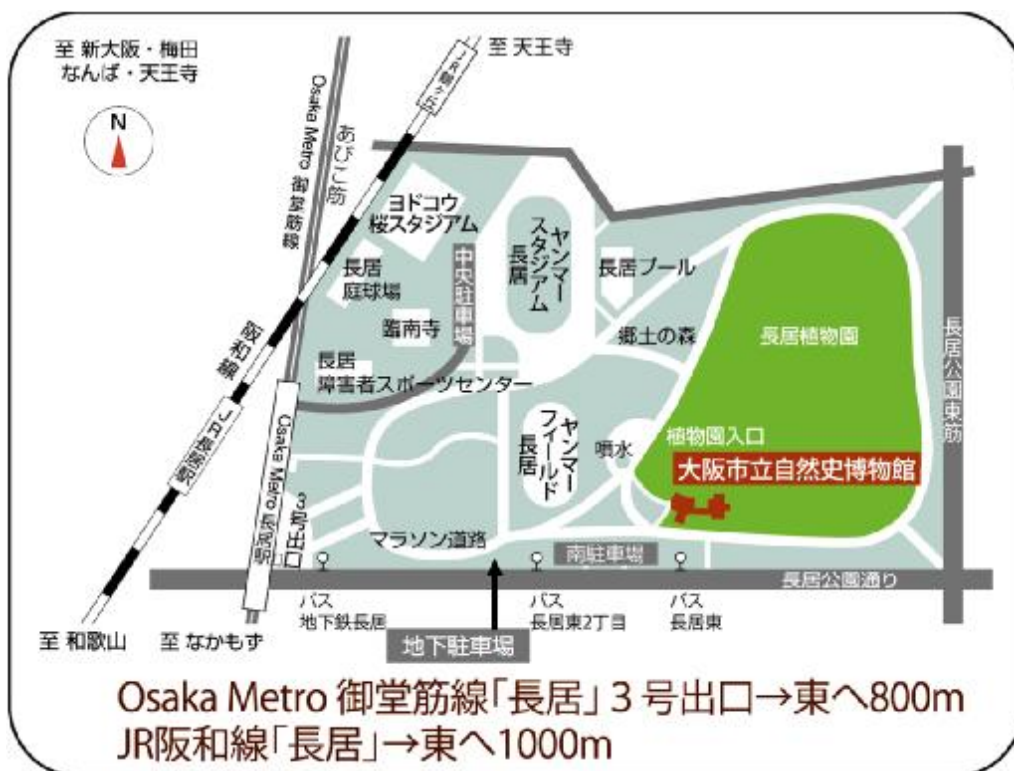 至 新大阪・梅田
なんば・天王寺
N
至 天王寺
JR鶴ヶ丘
Osaka Metro 御堂筋線
あびこ筋
ヨドコウ
桜スタジアム
長居
庭球場
中央駐車場
ヤンマー
スタジアム
長居
長居プール
臨南寺
郷土の森
長居植物園
長居公園東筋
長居
障害者スポーツセンター
阪和線
JR長居駅
Osaka Metro 長居駅
3号出口
ヤンマー
フィールド
長居
噴水
植物園入口
大阪市立自然史博物館
マラソン道路
南駐車場
長居公園通り
バス
地下鉄長居
バス
長居東2丁目
バス
長居東
至 和歌山
至 なかもず
地下駐車場
Osaka Metro 御堂筋線「長居」3号出口→東へ800m
JR阪和線「長居」→東へ1000m